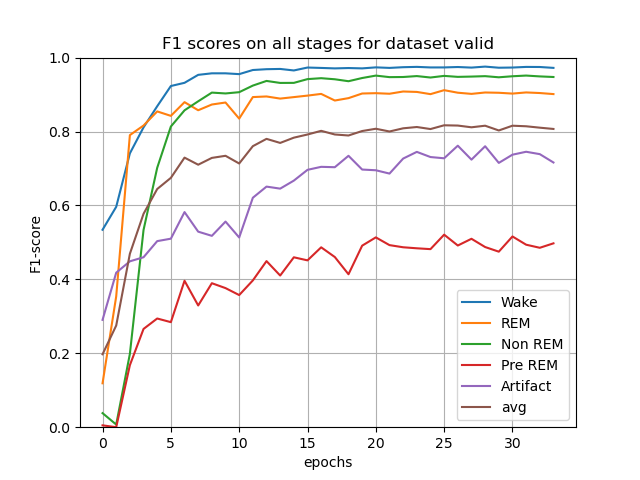 F1 scores on all stages for dataset valid
1.0
0.8
0.6
0.4
0.2
0.0
F1-score
0 5 10 15 20 25 30
epochs
Wake
REM
Non REM
Pre REM
Artifact
avg